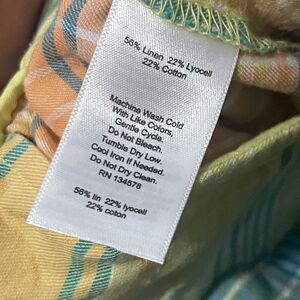 56% Linen 22% Lyocell
22% Cotton
Machine Wash Cold
With Like Colors,
Gentle Cycle.
Do Not Bleach.
Tumble Dry Low.
Cool Iron If Needed.
Do Not Dry Clean.
RN 134578
56% lin 22% lyocell
22% coton